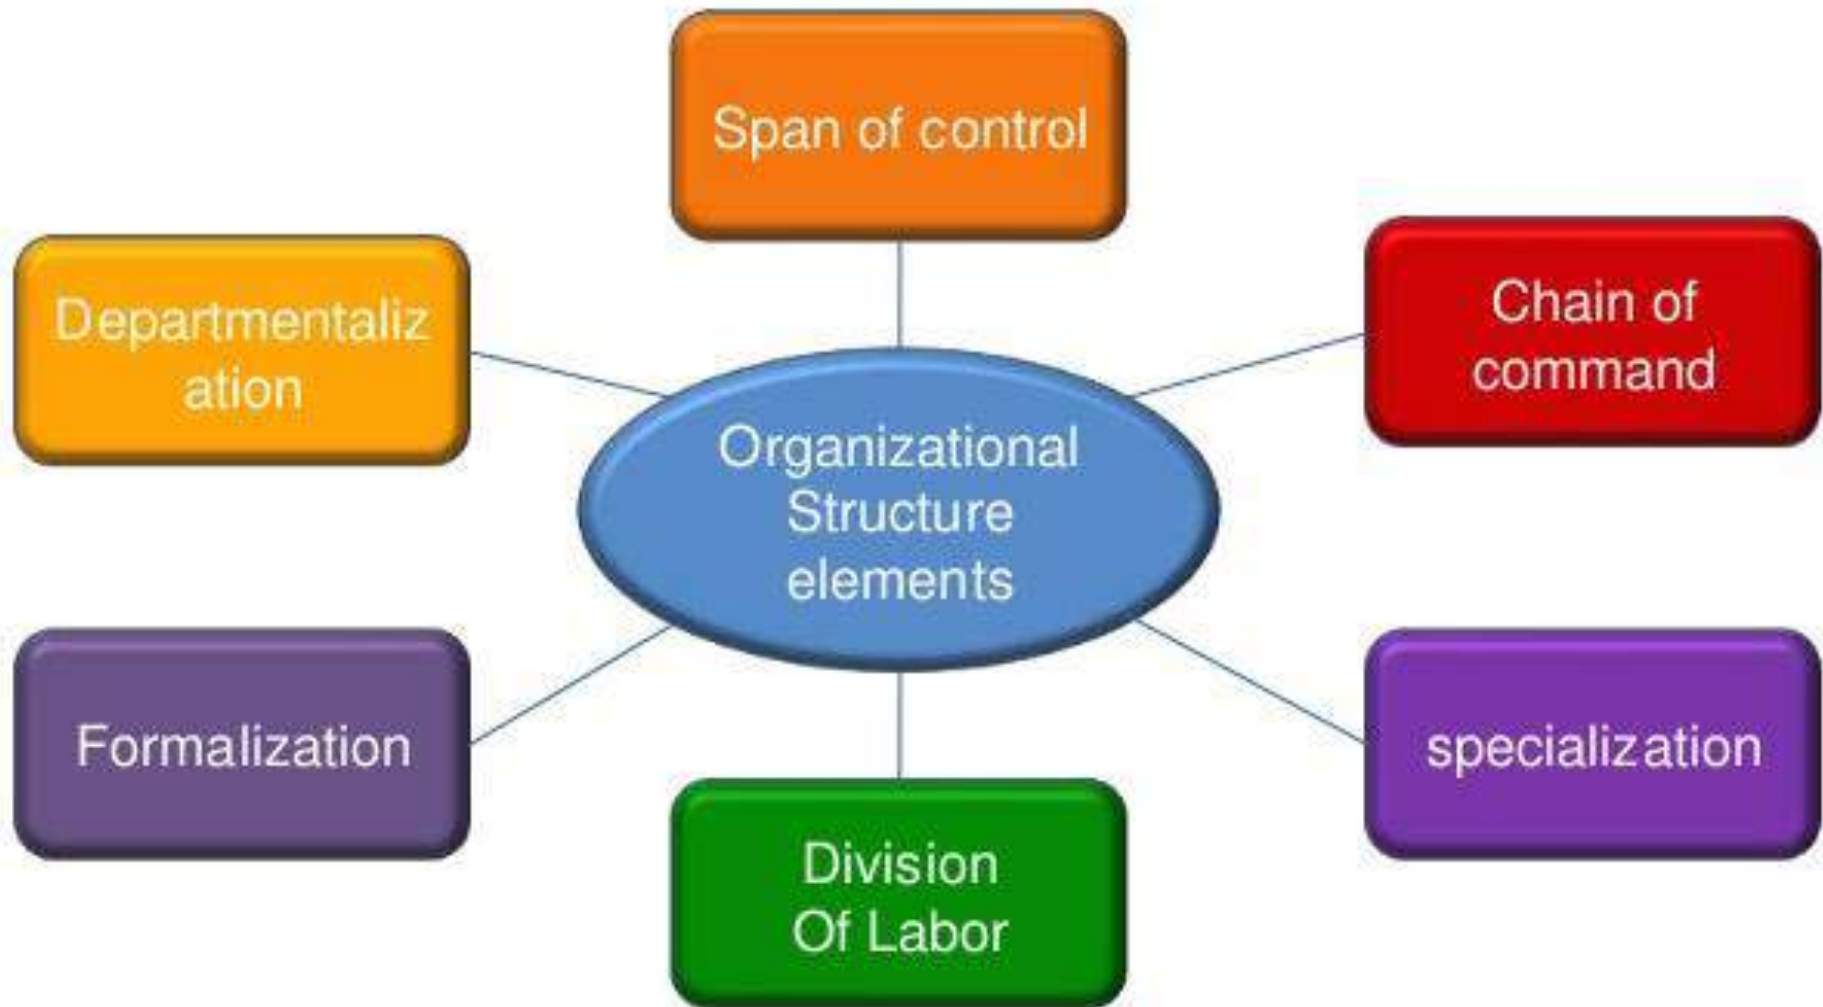 Span of control
Departmentaliz
ation
Chain of
command
Organizational
Structure
elements
Formalization
specialization
Division
Of Labor